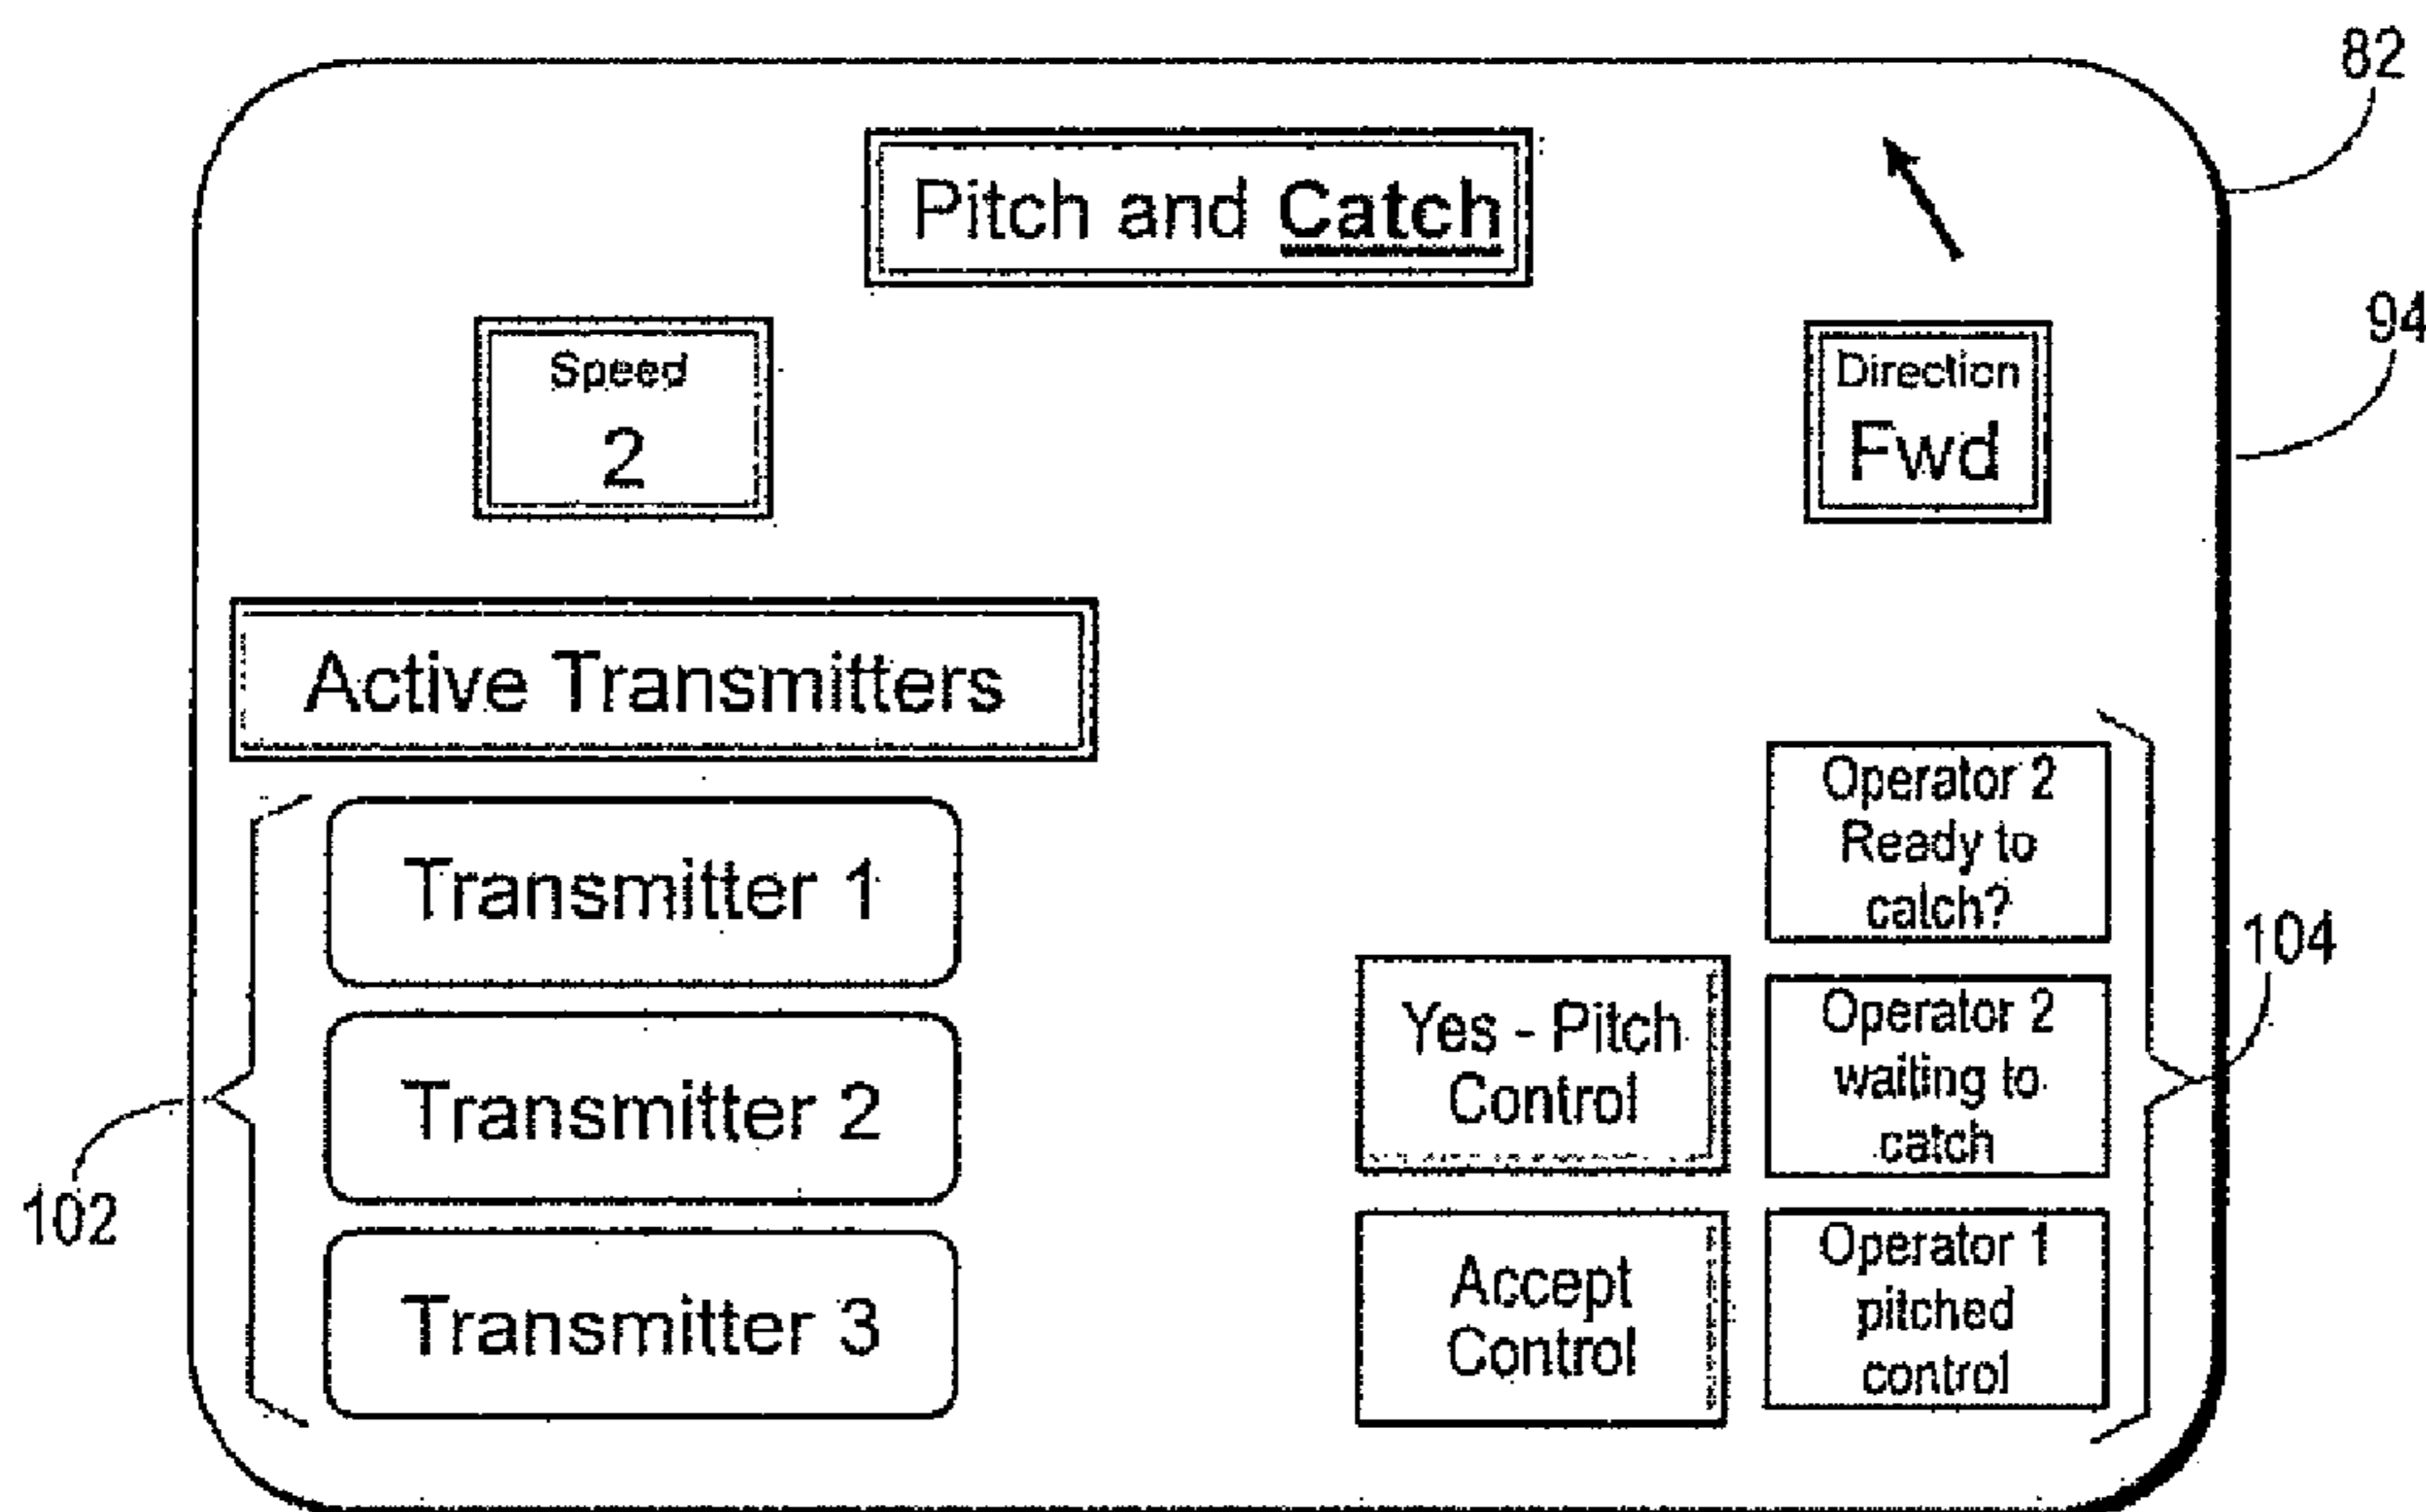 82
Pitch and Catch
94
Speed
2
Direction
Fwd
Active Transmitters
Transmitter 1
Transmitter 2
Transmitter 3
102
Yes - Pitch
Control
Accept
Control
Operator 2
Ready to
catch?
Operator 2
waiting to
catch
Operator 1
pitched
control
104